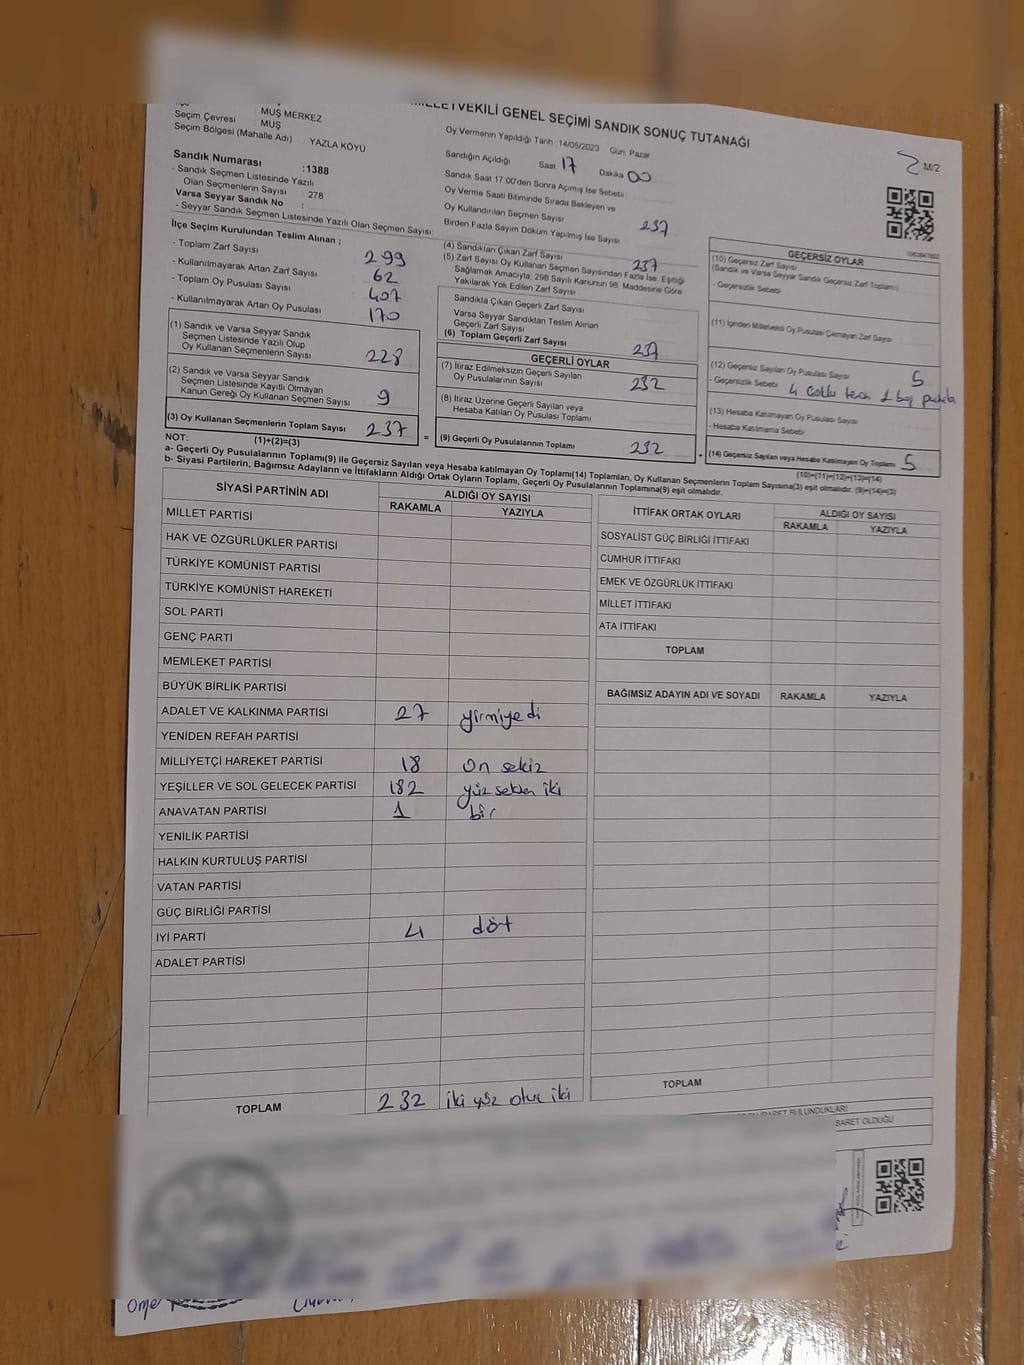 MİLLETVEKİLİ GENEL SEÇİMİ SANDIK SONUÇ TUTANAĞI
MUŞ MERKEZ
Seçim Çevresi : MUŞ
Seçim Bölgesi (Mahalle Adı) : YAZLA KÖYÜ
Sandık Numarası : 1388
- Sandık Seçmen Listesinde Yazılı
Olan Seçmenlerin Sayısı : 278
Varsa Seyyar Sandık No :
- Seyyar Sandık Seçmen Listesinde Yazılı Olan Seçmen Sayısı:
Oy Vermenin Yapıldığı Tarih : 14/05/2023 Gün: Pazar
Sandığın Açıldığı Saat 17 Dakika 00
Sandık Saat 17.00'den Sonra Açımış İse Sebebi
Oy Verme Saati Bitiminde Sırada Bekleyen ve
Oy Kullandırılan Seçmen Sayısı
Birden Fazla Sayım Döküm Yapılmış İse Sayısı 237
M/2
İlçe Seçim Kurulundan Teslim Alınan ;
- Toplam Zarf Sayısı : 299
- Kullanılmayarak Artan Zarf Sayısı : 62
- Toplam Oy Pusulası Sayısı : 407
- Kullanılmayarak Artan Oy Pusulası : 170
(1) Sandık ve Varsa Seyyar Sandık
Seçmen Listesinde Yazılı Olup
Oy Kullanan Seçmenlerin Sayısı 228
(2) Sandık ve Varsa Seyyar Sandık
Seçmen Listesinde Kayıtlı Olmayan
Kanun Gereği Oy Kullanan Seçmen Sayısı 9
(3) Oy Kullanan Seçmenlerin Toplam Sayısı 237 =
(4) Sandıktan Çıkan Zarf Sayısı 237
(5) Zarf Sayısı Oy Kullanan Seçmen Sayısından Fazla İse, Eşitliği
Sağlamak Amacıyla, 298 Sayılı Kanunun 98. Maddesine Göre
Yakılarak Yok Edilen Zarf Sayısı
Sandıkta Çıkan Geçerli Zarf Sayısı
Varsa Seyyar Sandıktan Teslim Alınan
Geçerli Zarf Sayısı
(6) Toplam Geçerli Zarf Sayısı 237
GEÇERLİ OYLAR
(7) İtiraz Edilmeksizin Geçerli Sayılan
Oy Pusulalarının Sayısı 232
(8) İtiraz Üzerine Geçerli Sayılan veya
Hesaba Katılan Oy Pusulası Toplamı
(9) Geçerli Oy Pusulalarının Toplamı 232 +
GEÇERSİZ OYLAR
(10) Geçersiz Zarf Sayısı
(Sandık ve Varsa Seyyar Sandık Geçersiz Zarf Toplamı)
- Geçersizlik Sebebi
(11) İçinden Milletvekili Oy Pusulası Çıkmayan Zarf Sayısı
(12) Geçersiz Sayılan Oy Pusulası Sayısı 5
- Geçersizlik Sebebi 4 çoklu terc 1 boş pusula
(13) Hesaba Katılmayan Oy Pusulası Sayısı
- Hesaba Katılmama Sebebi
(14) Geçersiz Sayılan veya Hesaba Katılmayan Oy Toplamı 5
NOT: (1)+(2)=(3)
(10)+(11)+(12)+(13)=(14)
a- Geçerli Oy Pusulalarının Toplamı(9) ile Geçersiz Sayılan veya Hesaba katılmayan Oy Toplamı(14) Toplamları, Oy Kullanan Seçmenlerin Toplam Sayısına(3) eşit olmalıdır. (9)+(14)=(3)
b- Siyasi Partilerin, Bağımsız Adayların ve İttifakların Aldığı Ortak Oyların Toplamı, Geçerli Oy Pusulalarının Toplamına(9) eşit olmalıdır.
SİYASİ PARTİNİN ADI ALDIĞI OY SAYISI
RAKAMLA YAZIYLA
MİLLET PARTİSİ
HAK VE ÖZGÜRLÜKLER PARTİSİ
TÜRKİYE KOMÜNİST PARTİSİ
TÜRKİYE KOMÜNİST HAREKETİ
SOL PARTİ
GENÇ PARTİ
MEMLEKET PARTİSİ
BÜYÜK BİRLİK PARTİSİ
ADALET VE KALKINMA PARTİSİ 27 yirmiyedi
YENİDEN REFAH PARTİSİ
MİLLİYETÇİ HAREKET PARTİSİ 18 on sekiz
YEŞİLLER VE SOL GELECEK PARTİSİ 182 yüz seksen iki
ANAVATAN PARTİSİ 1 bir
YENİLİK PARTİSİ
HALKIN KURTULUŞ PARTİSİ
VATAN PARTİSİ
GÜÇ BİRLİĞİ PARTİSİ
İYİ PARTİ 4 döt
ADALET PARTİSİ
TOPLAM 232 iki yüz otuz iki
İTTİFAK ORTAK OYLARI ALDIĞI OY SAYISI
RAKAMLA YAZIYLA
SOSYALİST GÜÇ BİRLİĞİ İTTİFAKI
CUMHUR İTTİFAKI
EMEK VE ÖZGÜRLÜK İTTİFAKI
MİLLET İTTİFAKI
ATA İTTİFAKI
TOPLAM
BAĞIMSIZ ADAYIN ADI VE SOYADI RAKAMLA YAZIYLA
TOPLAM
BULUNDUKLARI
BARET OLDUĞU